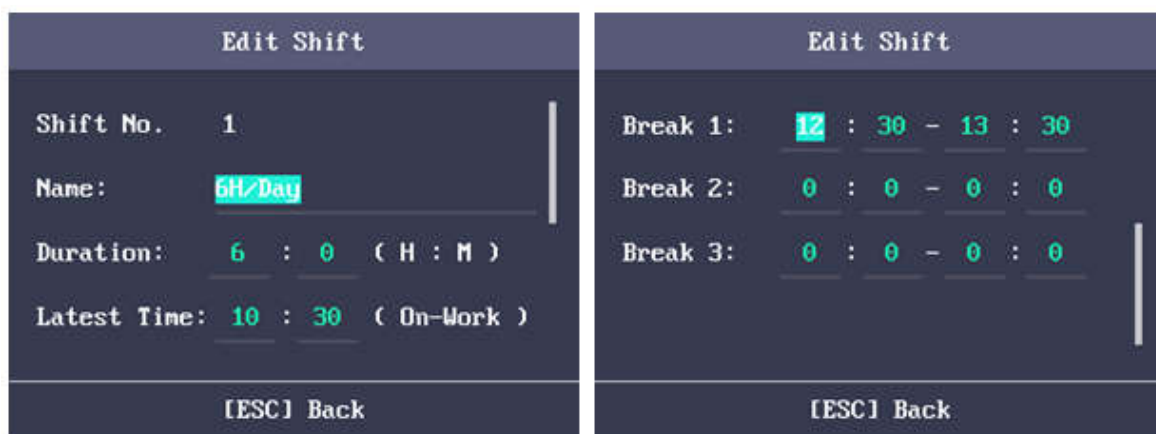 Edit Shift
Shift No. 1
Name: 6H/Day
Duration: 6 : 0 ( H : M )
Latest Time: 10 : 30 ( On-Work )
[ESC] Back
Edit Shift
Break 1: 12 : 30 - 13 : 30
Break 2: 0 : 0 - 0 : 0
Break 3: 0 : 0 - 0 : 0
[ESC] Back